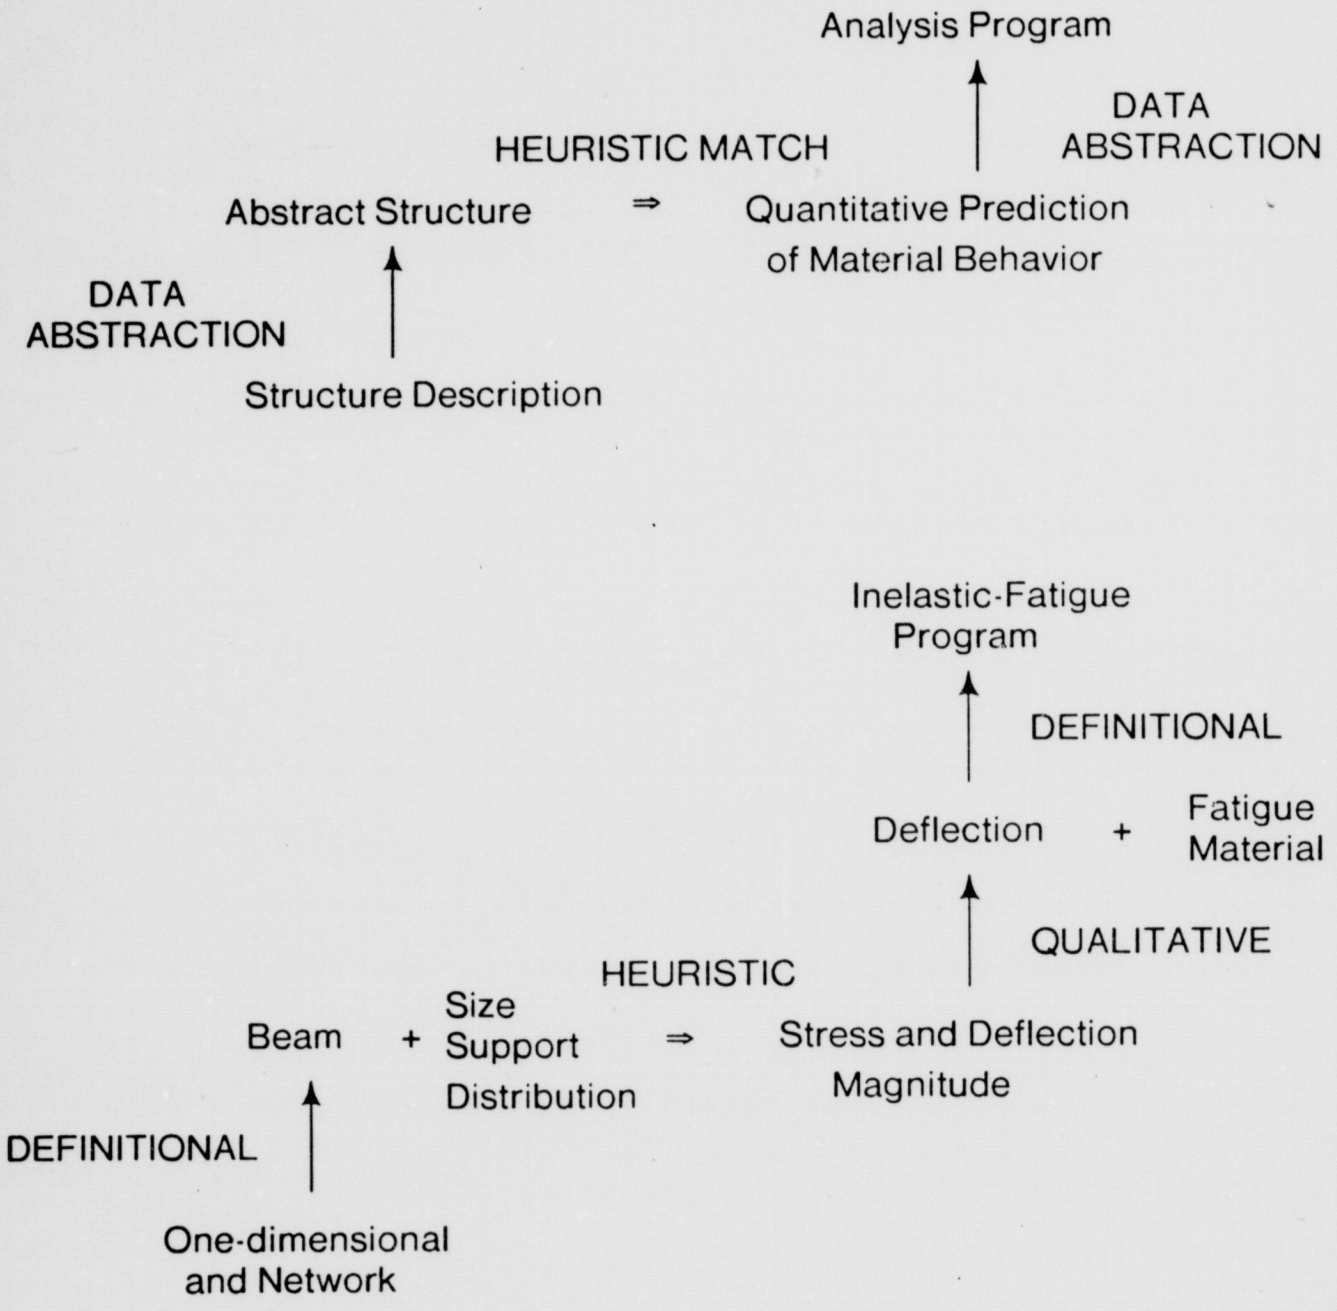 Analysis Program
DATA
ABSTRACTION
HEURISTIC MATCH
Abstract Structure ⇒ Quantitative Prediction
of Material Behavior
DATA
ABSTRACTION
Structure Description
Inelastic-Fatigue
Program
DEFINITIONAL
Deflection + Fatigue
Material
QUALITATIVE
HEURISTIC
Beam + Size
Support
Distribution
⇒ Stress and Deflection
Magnitude
DEFINITIONAL
One-dimensional
and Network